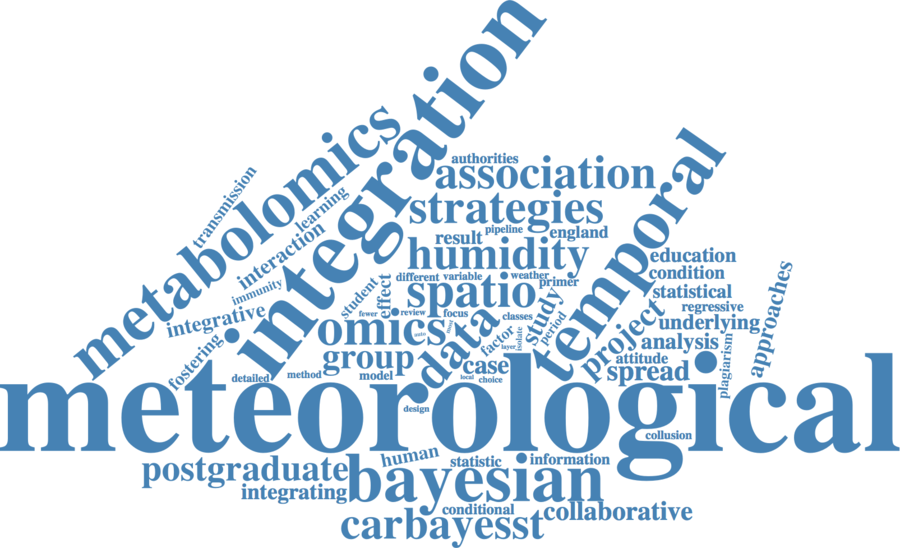 integration
metabolomics
authorities
association
temporal
transmission
learning
strategies
pipeline
england
result
interaction
humidity
education
condition
immunity
different
variable
weather
primer
student
effect
spatio
statistical
approaches
integrative
fewer
review
focus
classes
study
period
regressive
omics
data
factor
isolate
layer
project
underlying
analysis
plagiarism
fostering
group
case
attitude
spread
detailed
method
model
local
choice
meteorological
design
collusion
postgraduate
human
statistic
information
bayesian
integrating
conditional
collaborative
carbayesst